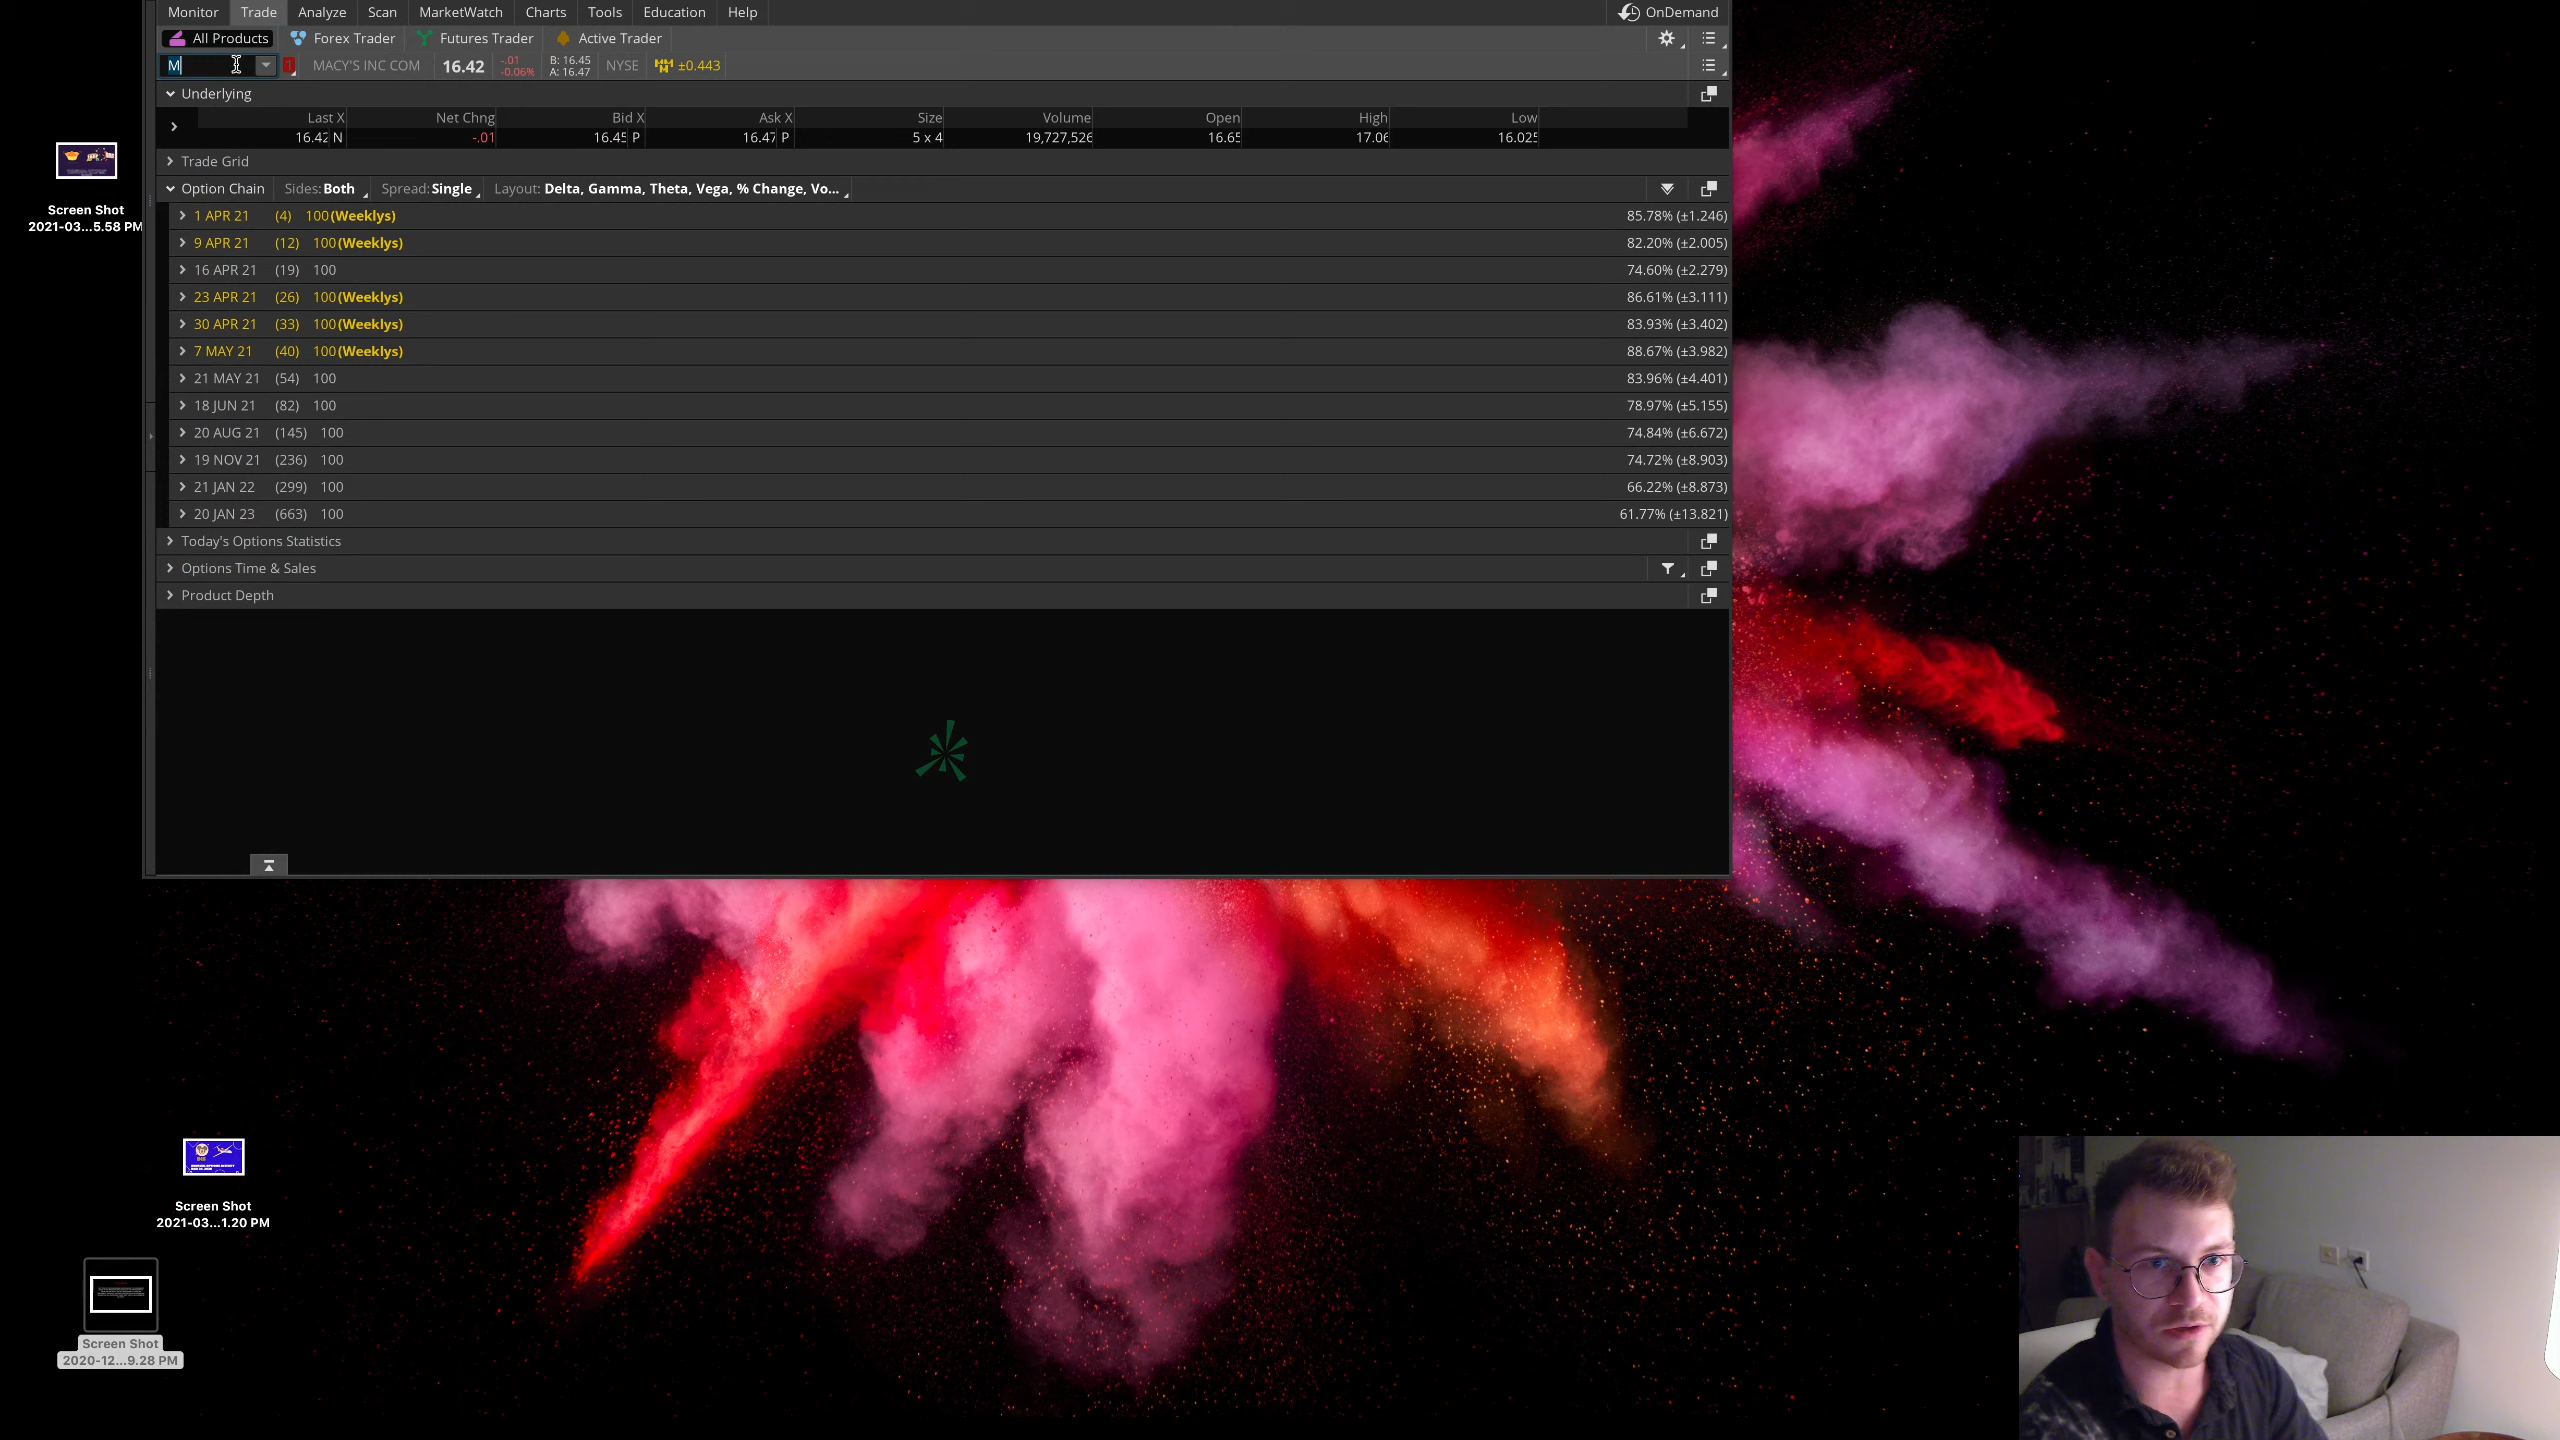 Monitor Trade Analyze Scan MarketWatch Charts Tools Education Help OnDemand
All Products Forex Trader Futures Trader Active Trader
M 1 MACY'S INC COM 16.42 -.01 -0.06% B: 16.45 A: 16.47 NYSE ±0.443
Underlying
Last X Net Chng Bid X Ask X Size Volume Open High Low
16.42 N -.01 16.45 P 16.47 P 5 x 4 19,727,526 16.65 17.06 16.025
Trade Grid
Option Chain Sides: Both Spread: Single Layout: Delta, Gamma, Theta, Vega, % Change, Vo...
1 APR 21 (4) 100 (Weeklys) 85.78% (±1.246)
9 APR 21 (12) 100 (Weeklys) 82.20% (±2.005)
16 APR 21 (19) 100 74.60% (±2.279)
23 APR 21 (26) 100 (Weeklys) 86.61% (±3.111)
30 APR 21 (33) 100 (Weeklys) 83.93% (±3.402)
7 MAY 21 (40) 100 (Weeklys) 88.67% (±3.982)
21 MAY 21 (54) 100 83.96% (±4.401)
18 JUN 21 (82) 100 78.97% (±5.155)
20 AUG 21 (145) 100 74.84% (±6.672)
19 NOV 21 (236) 100 74.72% (±8.903)
21 JAN 22 (299) 100 66.22% (±8.873)
20 JAN 23 (663) 100 61.77% (±13.821)
Today's Options Statistics
Options Time & Sales
Product Depth
Screen Shot
2021-03...5.58 PM
Screen Shot
2021-03...1.20 PM
Screen Shot
2020-12...9.28 PM